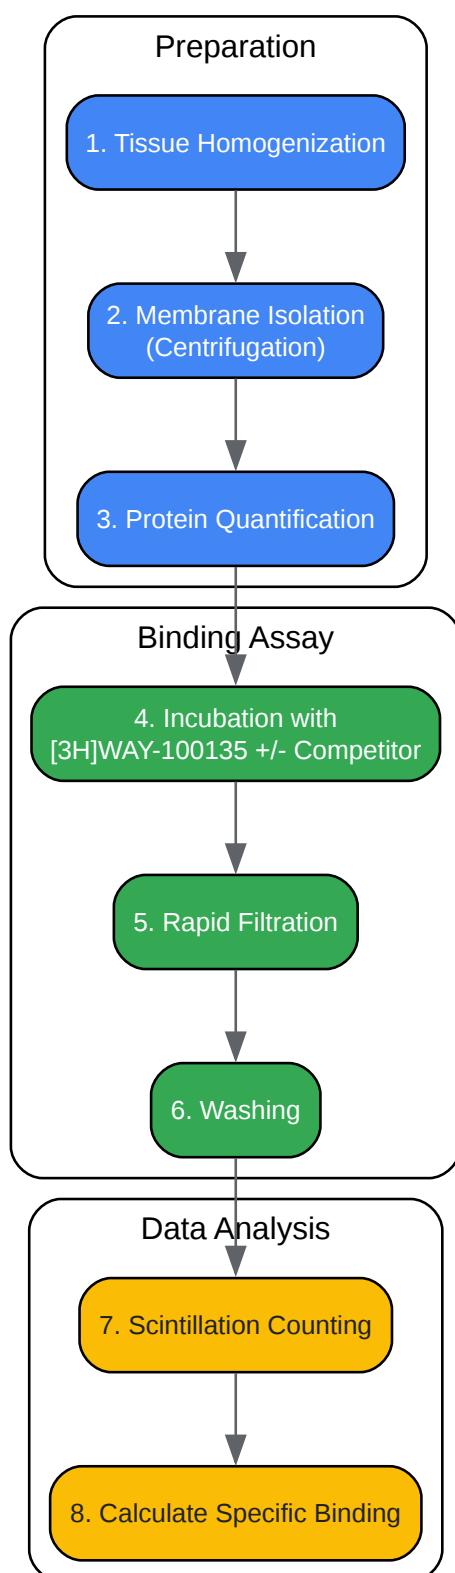 Preparation
1. Tissue Homogenization
2. Membrane Isolation
(Centrifugation)
3. Protein Quantification
Binding Assay
4. Incubation with
[3H]WAY-100135 +/- Competitor
5. Rapid Filtration
6. Washing
Data Analysis
7. Scintillation Counting
8. Calculate Specific Binding